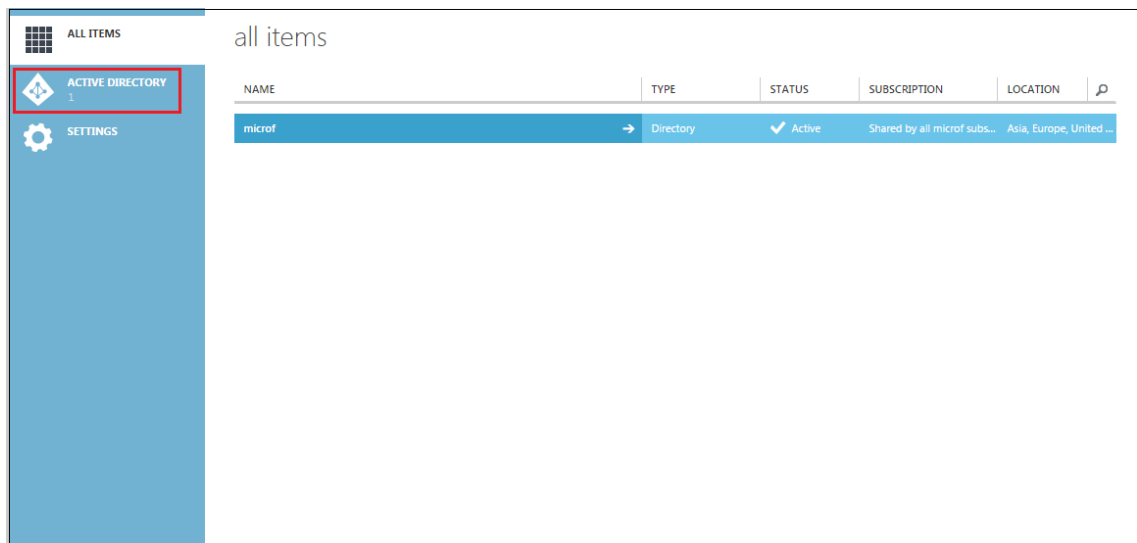 ALL ITEMS
ACTIVE DIRECTORY
1
SETTINGS
all items
NAME TYPE STATUS SUBSCRIPTION LOCATION
microf Directory Active Shared by all microf subs... Asia, Europe, United ...